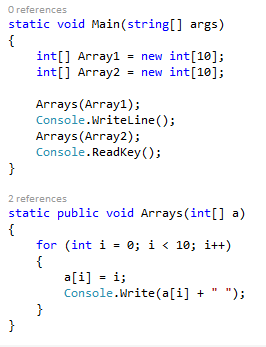 0 references
static void Main(string[] args)
{
    int[] Array1 = new int[10];
    int[] Array2 = new int[10];

    Arrays(Array1);
    Console.WriteLine();
    Arrays(Array2);
    Console.ReadKey();
}

2 references
static public void Arrays(int[] a)
{
    for (int i = 0; i < 10; i++)
    {
        a[i] = i;
        Console.Write(a[i] + " ");
    }
}